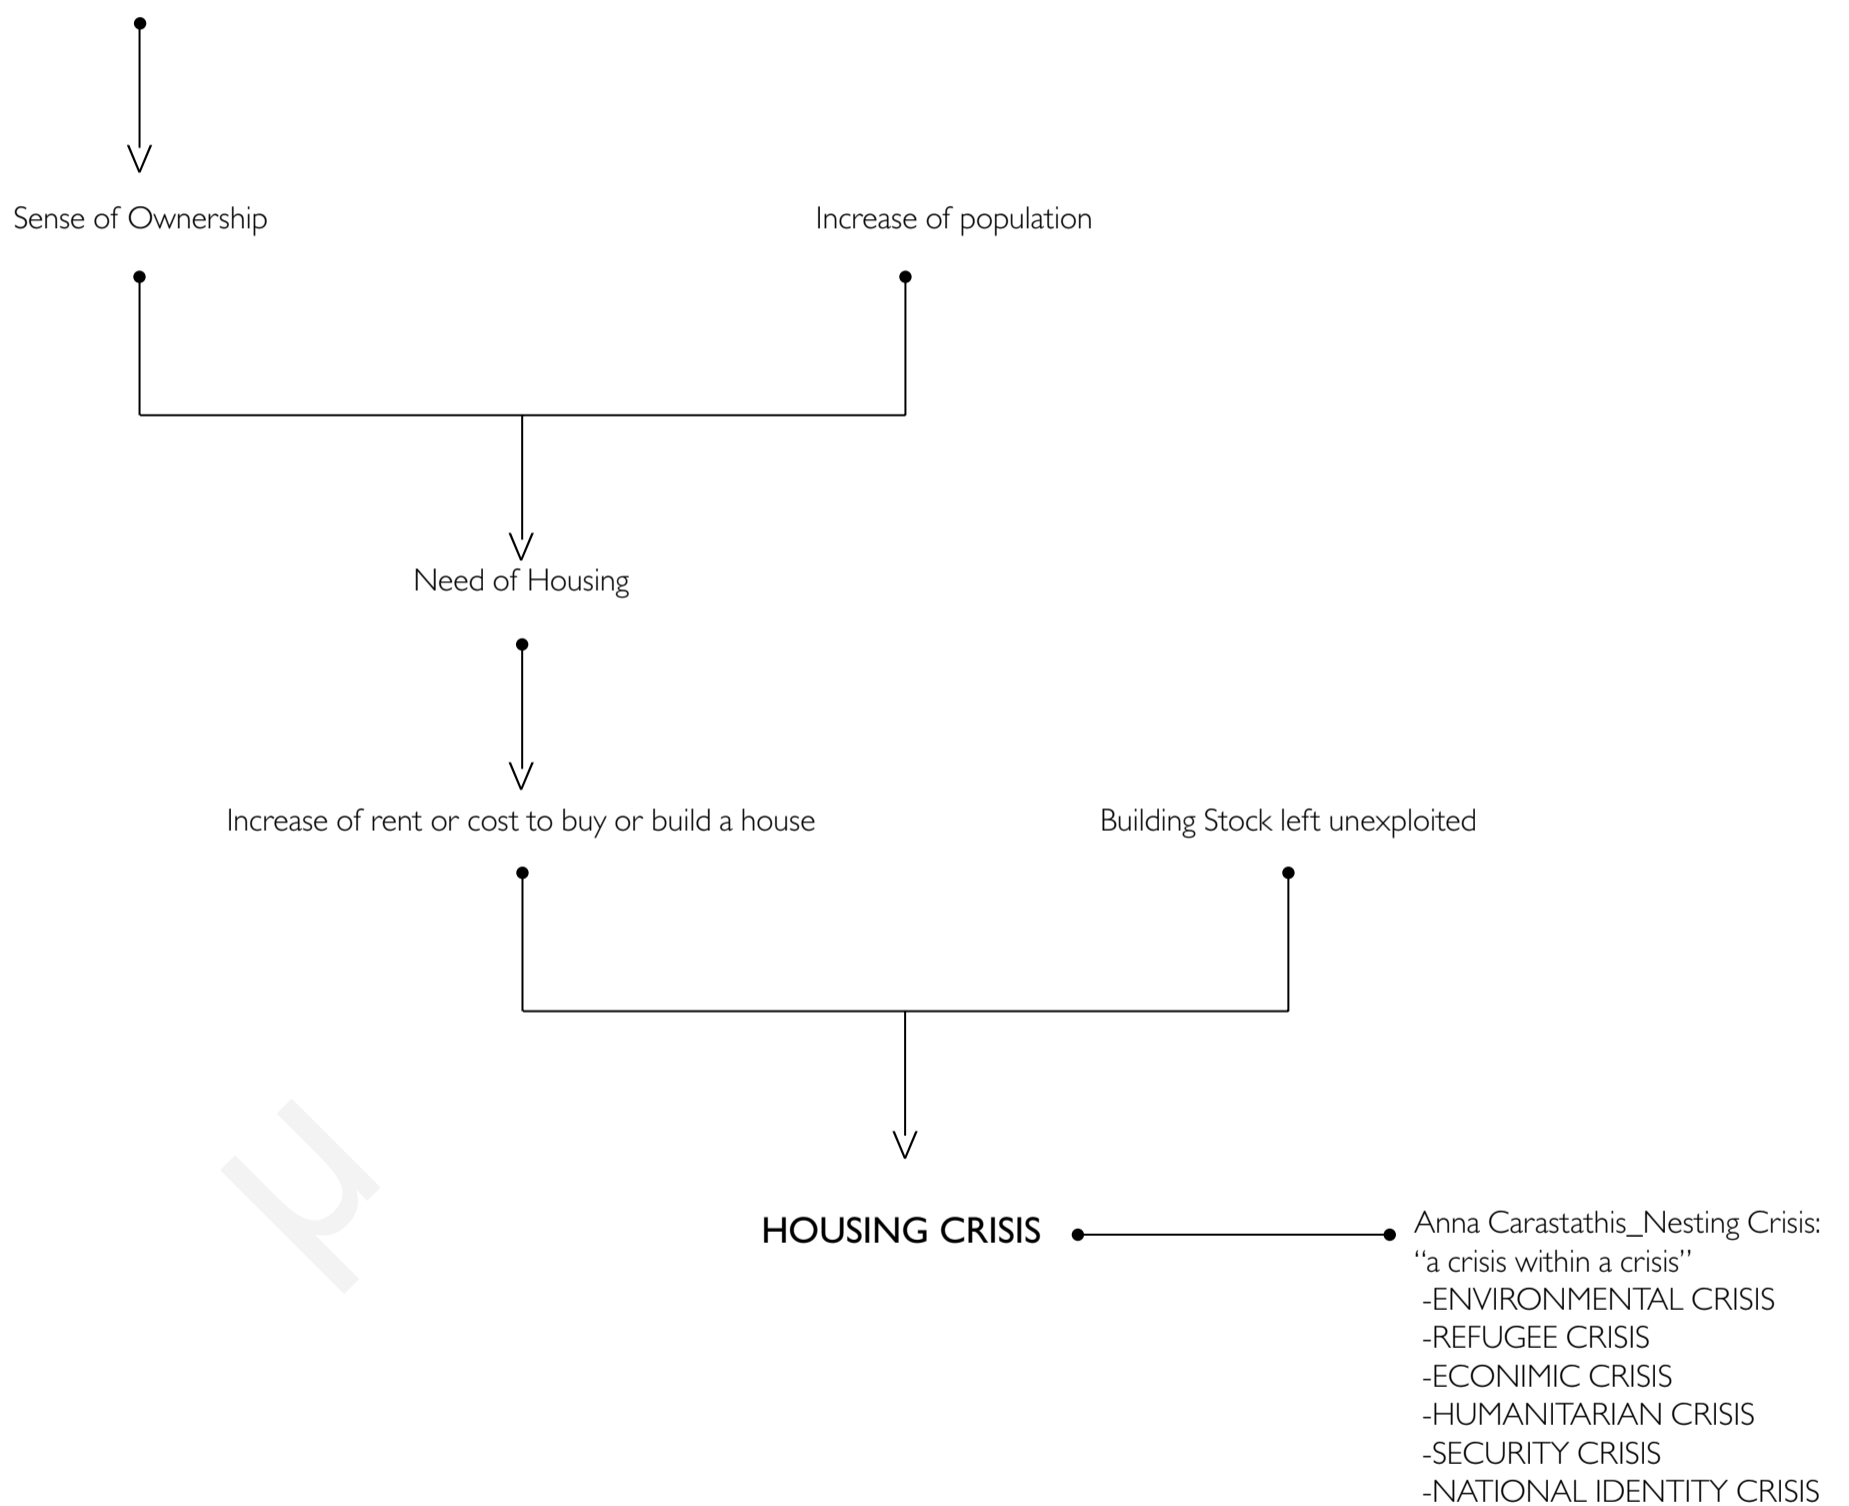 Sense of Ownership
Increase of population
Need of Housing
Increase of rent or cost to buy or build a house
Building Stock left unexploited
μ
HOUSING CRISIS
Anna Carastathis_Nesting Crisis:
“a crisis within a crisis”
-ENVIRONMENTAL CRISIS
-REFUGEE CRISIS
-ECONIMIC CRISIS
-HUMANITARIAN CRISIS
-SECURITY CRISIS
-NATIONAL IDENTITY CRISIS